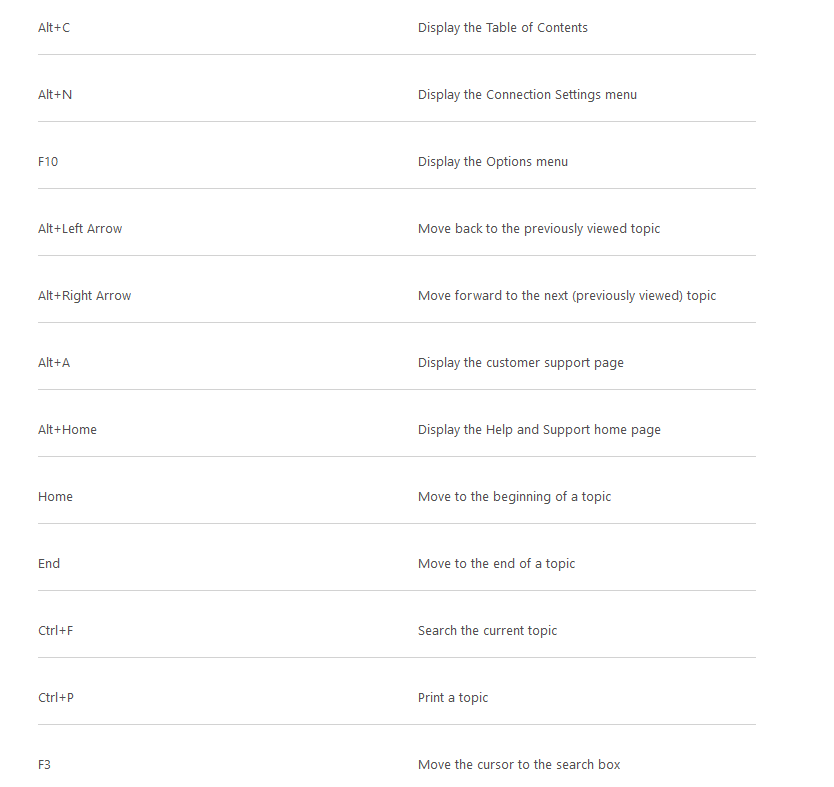 Alt+C Display the Table of Contents
Alt+N Display the Connection Settings menu
F10 Display the Options menu
Alt+Left Arrow Move back to the previously viewed topic
Alt+Right Arrow Move forward to the next (previously viewed) topic
Alt+A Display the customer support page
Alt+Home Display the Help and Support home page
Home Move to the beginning of a topic
End Move to the end of a topic
Ctrl+F Search the current topic
Ctrl+P Print a topic
F3 Move the cursor to the search box